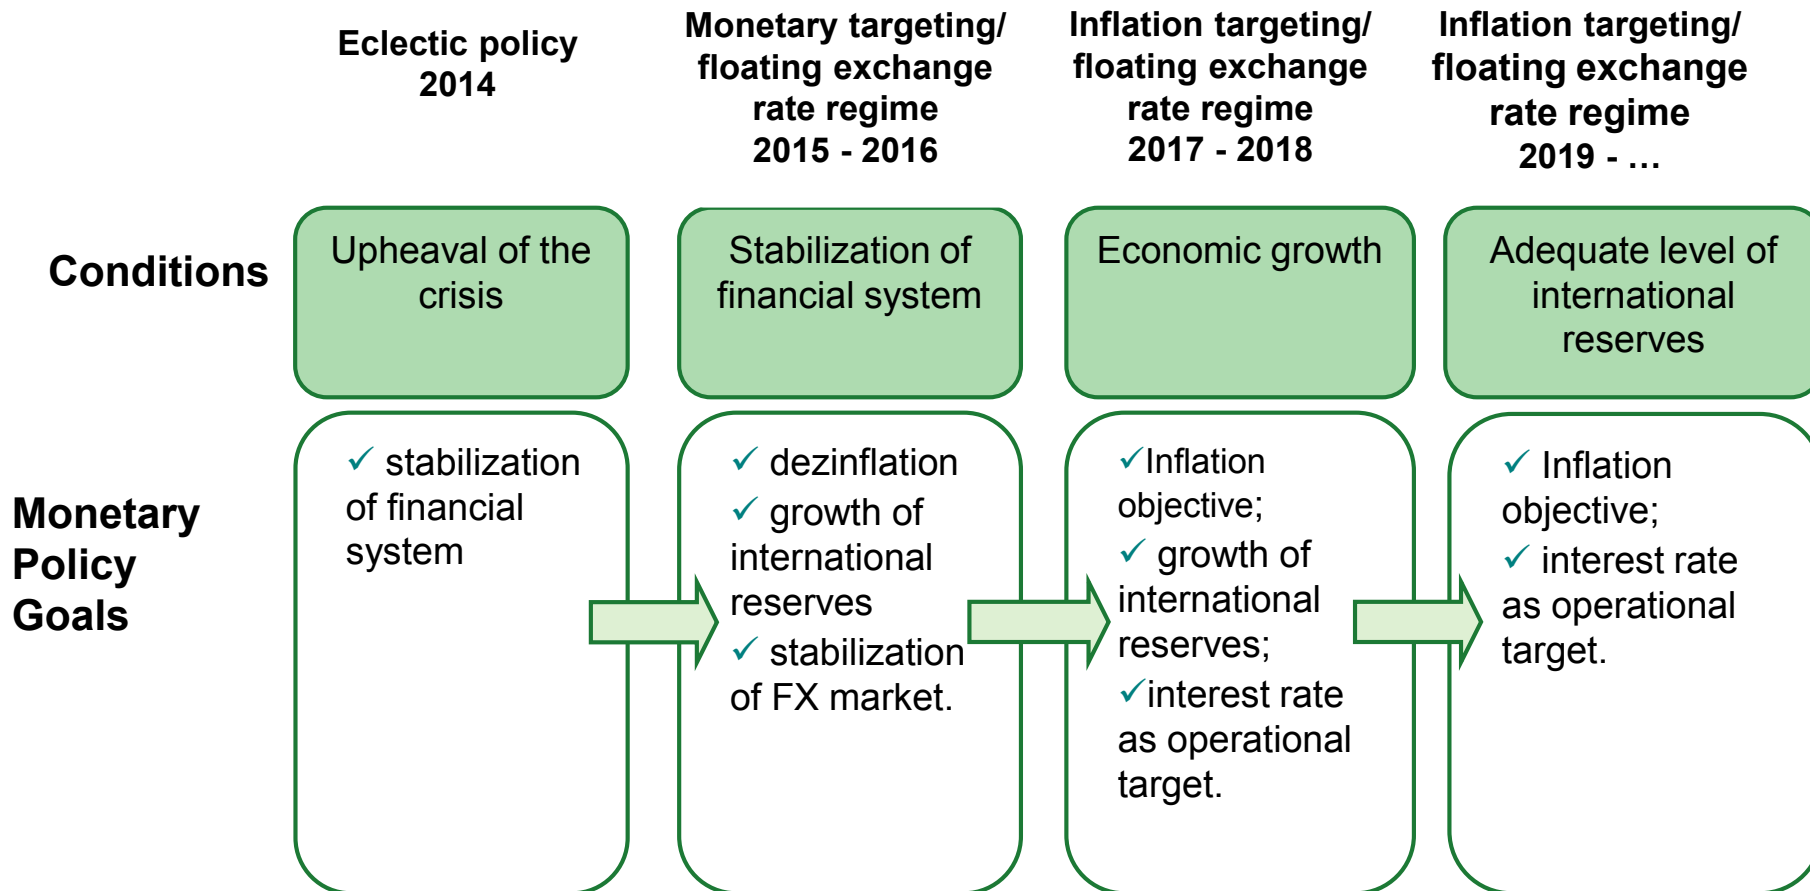 Eclectic policy
2014
Monetary targeting/
floating exchange
rate regime
2015 - 2016
Inflation targeting/
floating exchange
rate regime
2017 - 2018
Inflation targeting/
floating exchange
rate regime
2019 - …
Conditions
Upheaval of the
crisis
Stabilization of
financial system
Economic growth
Adequate level of
international
reserves
Monetary
Policy
Goals
✓ stabilization
of financial
system
✓ dezinflation
✓ growth of
international
reserves
✓ stabilization
of FX market.
✓Inflation
objective;
✓ growth of
international
reserves;
✓interest rate
as operational
target.
✓ Inflation
objective;
✓ interest rate
as operational
target.